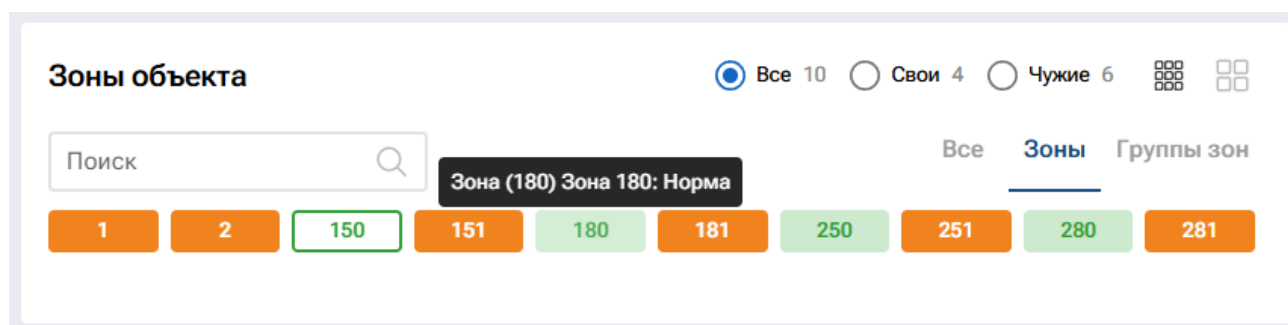 Зоны объекта
Все 10 Свои 4 Чужие 6
Поиск
Все Зоны Группы зон
Зона (180) Зона 180: Норма
1 2 150 151 180 181 250 251 280 281